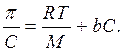 π/C = RT/M ÷ bC.